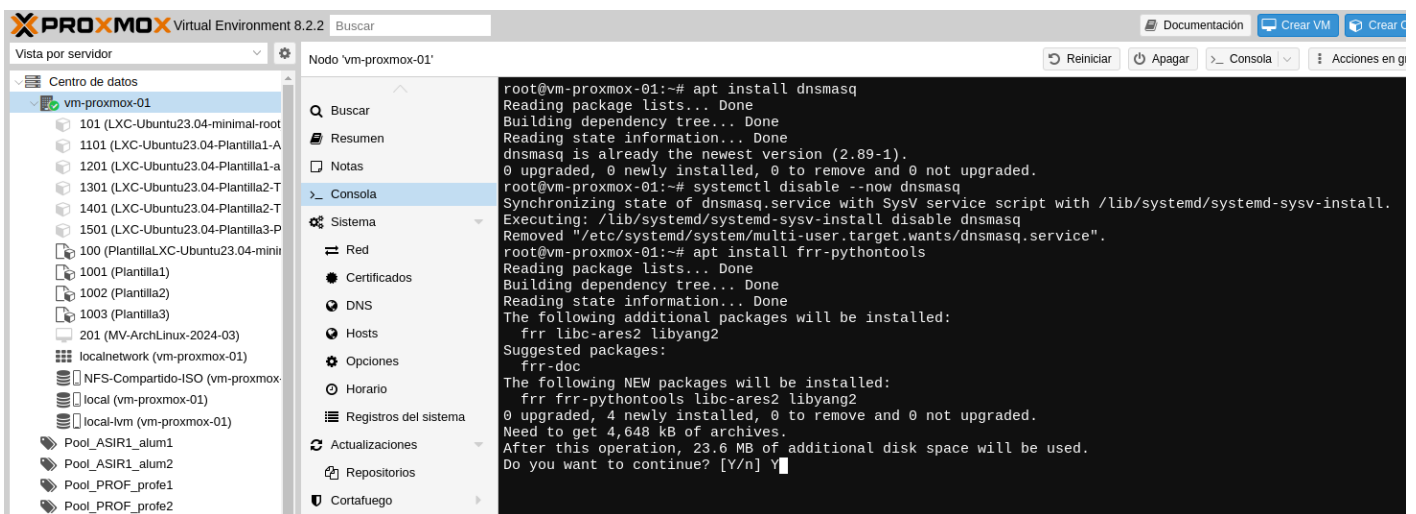 PROXMOX Virtual Environment 8.2.2 Buscar
Documentación Crear VM Crear
Vista por servidor
Centro de datos
vm-proxmox-01
101 (LXC-Ubuntu23.04-minimal-root
1101 (LXC-Ubuntu23.04-Plantilla1-A
1201 (LXC-Ubuntu23.04-Plantilla1-a
1301 (LXC-Ubuntu23.04-Plantilla2-T
1401 (LXC-Ubuntu23.04-Plantilla2-T
1501 (LXC-Ubuntu23.04-Plantilla3-P
100 (PlantillaLXC-Ubuntu23.04-minir
1001 (Plantilla1)
1002 (Plantilla2)
1003 (Plantilla3)
201 (MV-ArchLinux-2024-03)
localnetwork (vm-proxmox-01)
NFS-Compartido-ISO (vm-proxmox-
local (vm-proxmox-01)
local-lvm (vm-proxmox-01)
Pool_ASIR1_alum1
Pool_ASIR1_alum2
Pool_PROF_profe1
Pool_PROF_profe2
Nodo 'vm-proxmox-01'
Reiniciar Apagar >_ Consola Acciones en gr
Buscar
Resumen
Notas
>_ Consola
Sistema
Red
Certificados
DNS
Hosts
Opciones
Horario
Registros del sistema
Actualizaciones
Repositorios
Cortafuego
root@vm-proxmox-01:~# apt install dnsmasq
Reading package lists... Done
Building dependency tree... Done
Reading state information... Done
dnsmasq is already the newest version (2.89-1).
0 upgraded, 0 newly installed, 0 to remove and 0 not upgraded.
root@vm-proxmox-01:~# systemctl disable --now dnsmasq
Synchronizing state of dnsmasq.service with SysV service script with /lib/systemd/systemd-sysv-install.
Executing: /lib/systemd/systemd-sysv-install disable dnsmasq
Removed "/etc/systemd/system/multi-user.target.wants/dnsmasq.service".
root@vm-proxmox-01:~# apt install frr-pythontools
Reading package lists... Done
Building dependency tree... Done
Reading state information... Done
The following additional packages will be installed:
frr libc-ares2 libyang2
Suggested packages:
frr-doc
The following NEW packages will be installed:
frr frr-pythontools libc-ares2 libyang2
0 upgraded, 4 newly installed, 0 to remove and 0 not upgraded.
Need to get 4,648 kB of archives.
After this operation, 23.6 MB of additional disk space will be used.
Do you want to continue? [Y/n] Y